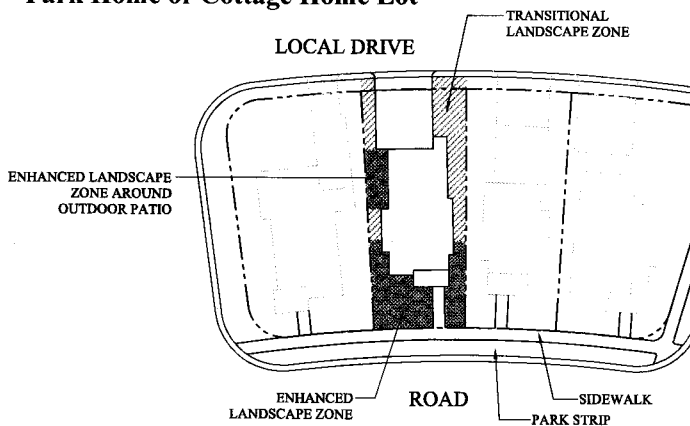 Park Home or Cottage Home Lot
TRANSITIONAL
LANDSCAPE ZONE
LOCAL DRIVE
ENHANCED LANDSCAPE
ZONE AROUND
OUTDOOR PATIO
ENHANCED
LANDSCAPE ZONE
ROAD
SIDEWALK
PARK STRIP